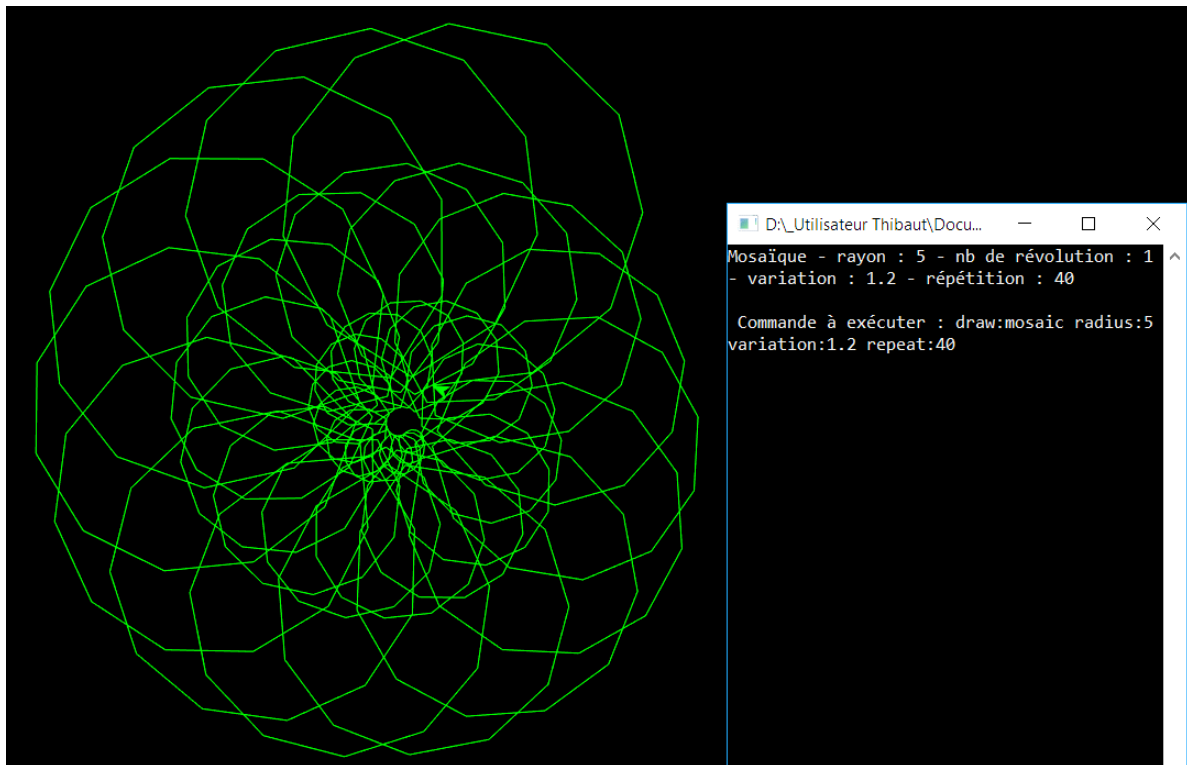 D:\_Utilisateur Thibaut\Docu...
Mosaïque - rayon : 5 - nb de révolution : 1
- variation : 1.2 - répétition : 40
Commande à exécuter : draw:mosaic radius:5
variation:1.2 repeat:40